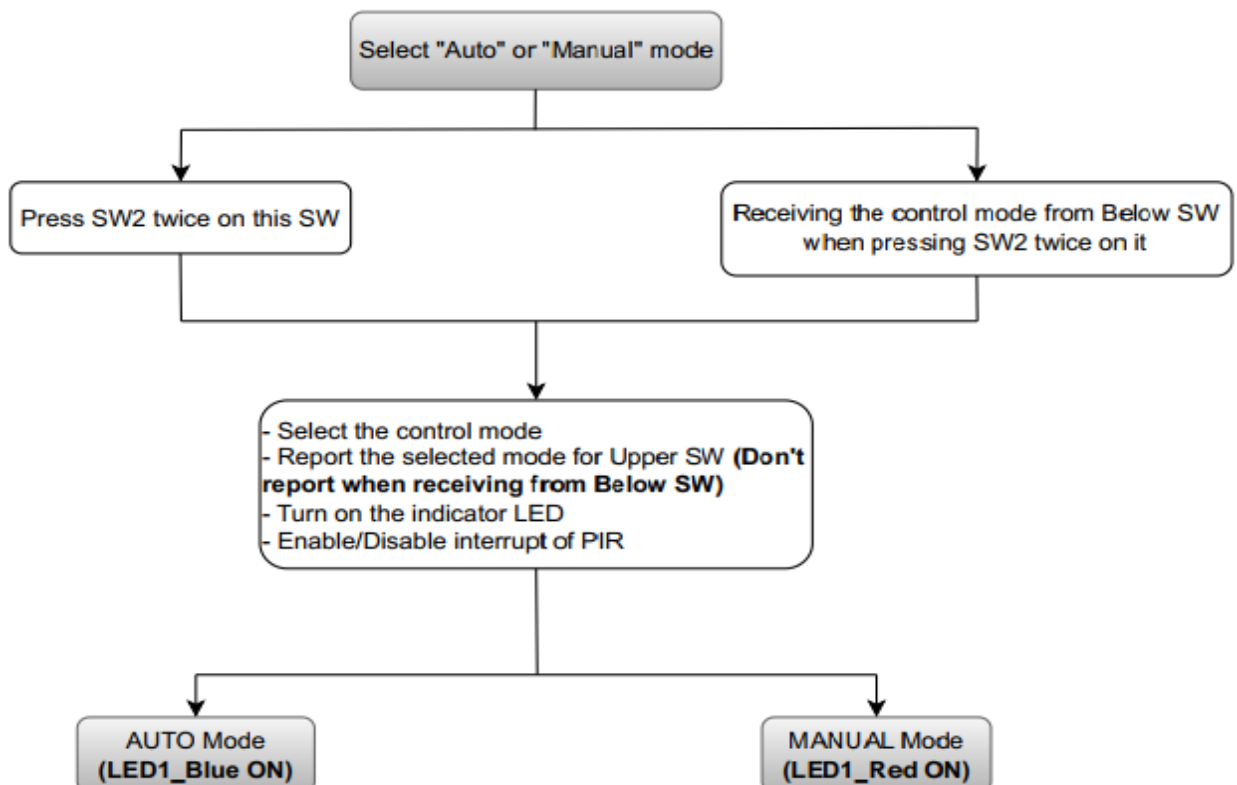 Select "Auto" or "Manual" mode
Press SW2 twice on this SW
Receiving the control mode from Below SW
when pressing SW2 twice on it
- Select the control mode
- Report the selected mode for Upper SW (Don't
report when receiving from Below SW)
- Turn on the indicator LED
- Enable/Disable interrupt of PIR
AUTO Mode
(LED1_Blue ON)
MANUAL Mode
(LED1_Red ON)